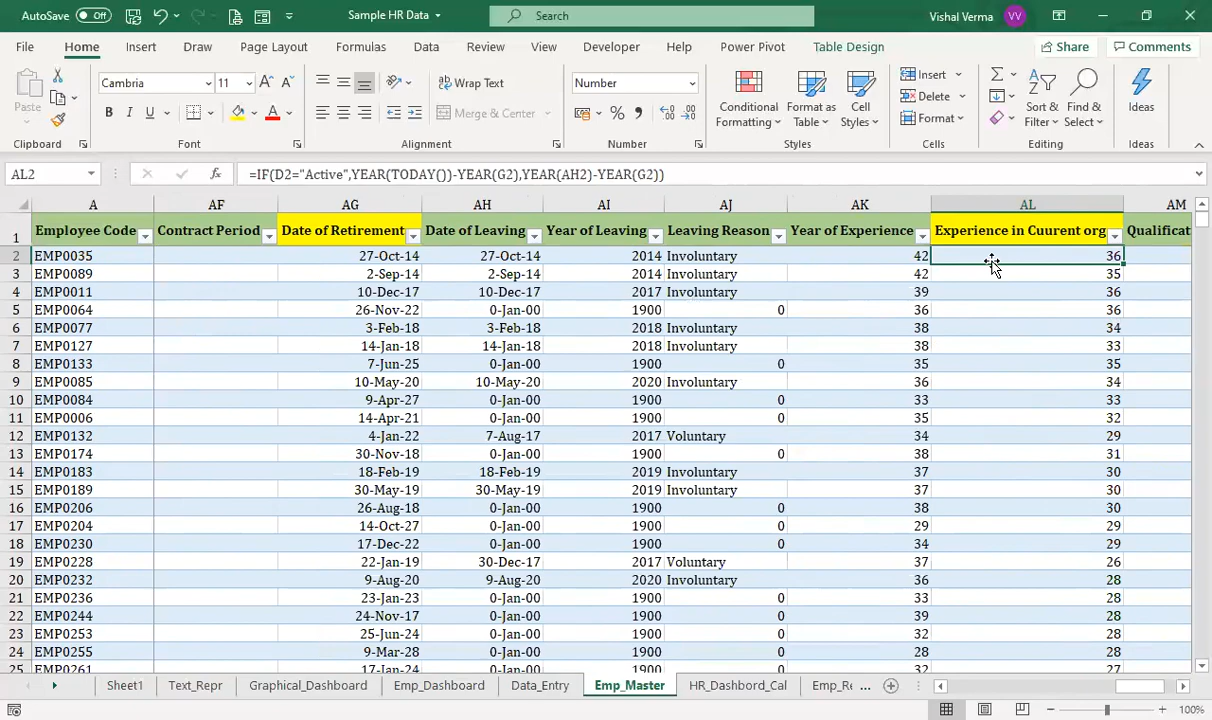 AutoSave Off Sample HR Data Search Vishal Verma VV
File Home Insert Draw Page Layout Formulas Data Review View Developer Help Power Pivot Table Design Share Comments
Paste Cambria 11 A A Wrap Text Number Conditional Formatting Format as Table Cell Styles Insert Sort & Filter Find & Select Ideas
B I U A Merge & Center % Delete
Format
Clipboard Font Alignment Number Styles Cells Editing Ideas
AL2 fx =IF(D2="Active",YEAR(TODAY())-YEAR(G2),YEAR(AH2)-YEAR(G2))
A AF AG AH AI AJ AK AL AM
1 Employee Code Contract Period Date of Retirement Date of Leaving Year of Leaving Leaving Reason Year of Experience Experience in Cuurent org Qualificat
2 EMP0035 27-Oct-14 27-Oct-14 2014 Involuntary 42 36
3 EMP0089 2-Sep-14 2-Sep-14 2014 Involuntary 42 35
4 EMP0011 10-Dec-17 10-Dec-17 2017 Involuntary 39 36
5 EMP0064 26-Nov-22 0-Jan-00 1900 0 36 36
6 EMP0077 3-Feb-18 3-Feb-18 2018 Involuntary 38 34
7 EMP0127 14-Jan-18 14-Jan-18 2018 Involuntary 38 33
8 EMP0133 7-Jun-25 0-Jan-00 1900 0 35 35
9 EMP0085 10-May-20 10-May-20 2020 Involuntary 36 34
10 EMP0084 9-Apr-27 0-Jan-00 1900 0 33 33
11 EMP0006 14-Apr-21 0-Jan-00 1900 0 35 32
12 EMP0132 4-Jan-22 7-Aug-17 2017 Voluntary 34 29
13 EMP0174 30-Nov-18 0-Jan-00 1900 0 38 31
14 EMP0183 18-Feb-19 18-Feb-19 2019 Involuntary 37 30
15 EMP0189 30-May-19 30-May-19 2019 Involuntary 37 30
16 EMP0206 26-Aug-18 0-Jan-00 1900 0 38 30
17 EMP0204 14-Oct-27 0-Jan-00 1900 0 29 29
18 EMP0230 17-Dec-22 0-Jan-00 1900 0 34 29
19 EMP0228 22-Jan-19 30-Dec-17 2017 Voluntary 37 26
20 EMP0232 9-Aug-20 9-Aug-20 2020 Involuntary 36 28
21 EMP0236 23-Jan-23 0-Jan-00 1900 0 33 28
22 EMP0244 24-Nov-17 0-Jan-00 1900 0 39 28
23 EMP0253 25-Jun-24 0-Jan-00 1900 0 32 28
24 EMP0255 9-Mar-28 0-Jan-00 1900 0 28 28
25 EMP0261 17-Jan-24 0-Jan-00 1900 0 32 27
Sheet1 Text_Repr Graphical_Dashboard Emp_Dashboard Data_Entry Emp_Master HR_Dashbord_Cal Emp_Re ...
100%